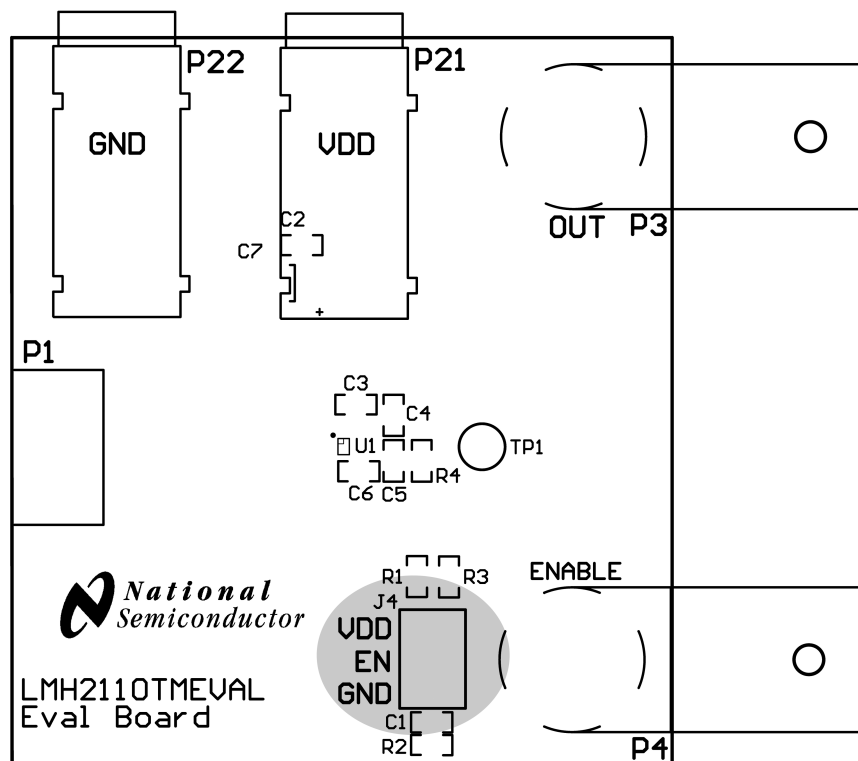 P22
P21
GND
VDD
C2
C7
+
OUT
P3
P1
C3
C4
U1
TP1
C6
C5
R4
R1
R3
ENABLE
J4
National
Semiconductor
VDD
EN
GND
LMH2110TMEVAL
Eval Board
C1
R2
P4